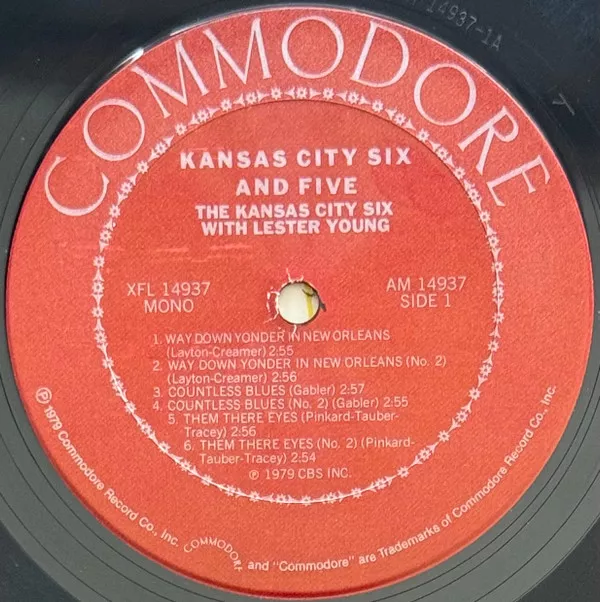 14937-1A
COMMODORE
KANSAS CITY SIX
AND FIVE
THE KANSAS CITY SIX
WITH LESTER YOUNG
XFL 14937
MONO
AM 14937
SIDE 1
1. WAY DOWN YONDER IN NEW ORLEANS
(Layton-Creamer) 2:55
2. WAY DOWN YONDER IN NEW ORLEANS (No. 2)
(Layton-Creamer) 2:56
3. COUNTLESS BLUES (Gabler) 2:57
4. COUNTLESS BLUES (No. 2) (Gabler) 2:55
5. THEM THERE EYES (Pinkard-Tauber-
Tracey) 2:56
6. THEM THERE EYES (No. 2) (Pinkard-
Tauber-Tracey) 2:54
℗ 1979 CBS INC.
℗ 1979 Commodore Record Co., Inc. COMMODORE and "Commodore" are Trademarks of Commodore Record Co., Inc.